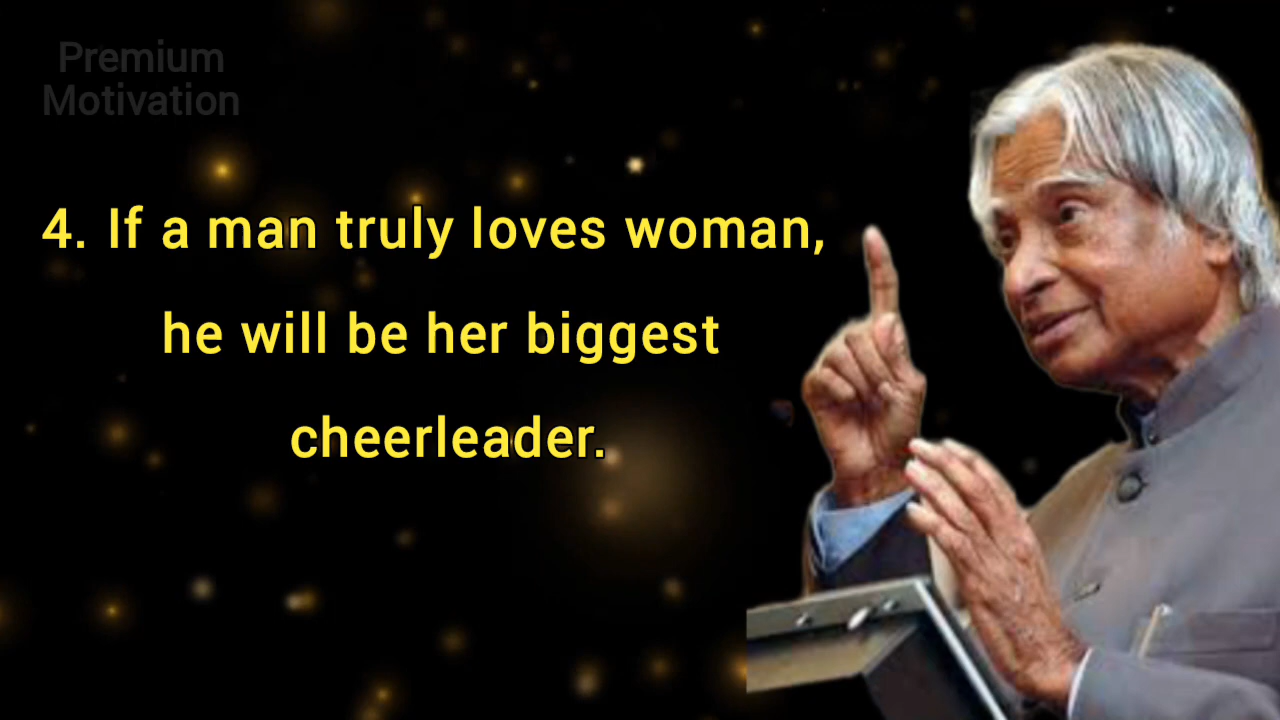 Premium
Motivation
4. If a man truly loves woman,
he will be her biggest
cheerleader.